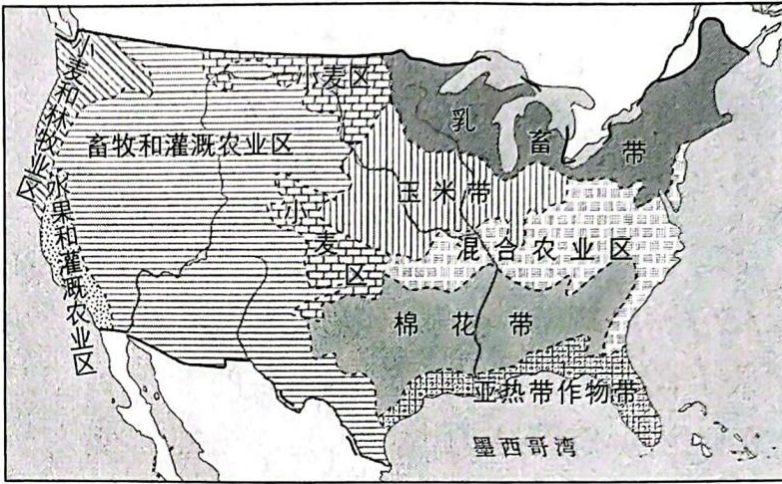 小麦和林牧业区
小麦区
乳畜带
畜牧和灌溉农业区
玉米带
水果和灌溉农业区
小麦区
混合农业区
棉花带
亚热带作物带
墨西哥湾